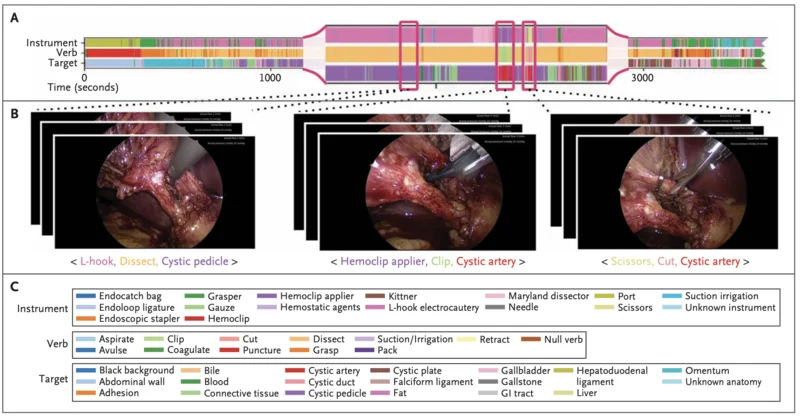 A
Instrument
Verb
Target
0 1000 3000
Time (seconds)
B
< L-hook, Dissect, Cystic pedicle > < Hemoclip applier, Clip, Cystic artery > < Scissors, Cut, Cystic artery >
C
Instrument
Endocatch bag Grasper Hemoclip applier Kittner Maryland dissector Port Suction irrigation
Endoloop ligature Gauze Hemostatic agents L-hook electrocautery Needle Scissors Unknown instrument
Endoscopic stapler Hemoclip
Verb
Aspirate Clip Cut Dissect Suction/Irrigation Retract Null verb
Avulse Coagulate Puncture Grasp Pack
Target
Black background Bile Cystic artery Cystic plate Gallbladder Hepatoduodenal Omentum
Abdominal wall Blood Cystic duct Falciform ligament Gallstone ligament Unknown anatomy
Adhesion Connective tissue Cystic pedicle Fat GI tract Liver